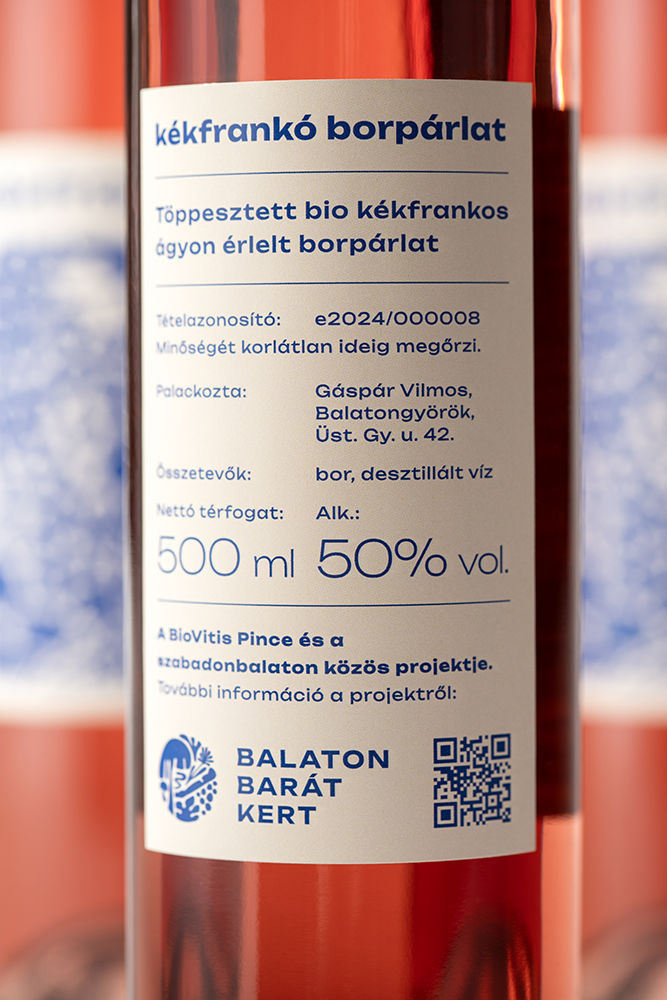 kékfrankó borpárlat
Töppesztett bio kékfrankos
ágyon érlelt borpárlat
Tételazonosító: e2024/000008
Minőségét korlátlan ideig megőrzi.
Palackozta: Gáspár Vilmos,
Balatongyörök,
Üst. Gy. u. 42.
Összetevők: bor, desztillált víz
Nettó térfogat: Alk.:
500 ml 50% vol.
A BioVitis Pince és a
szabadonbalaton közös projektje.
További információ a projektről:
BALATON
BARÁT
KERT